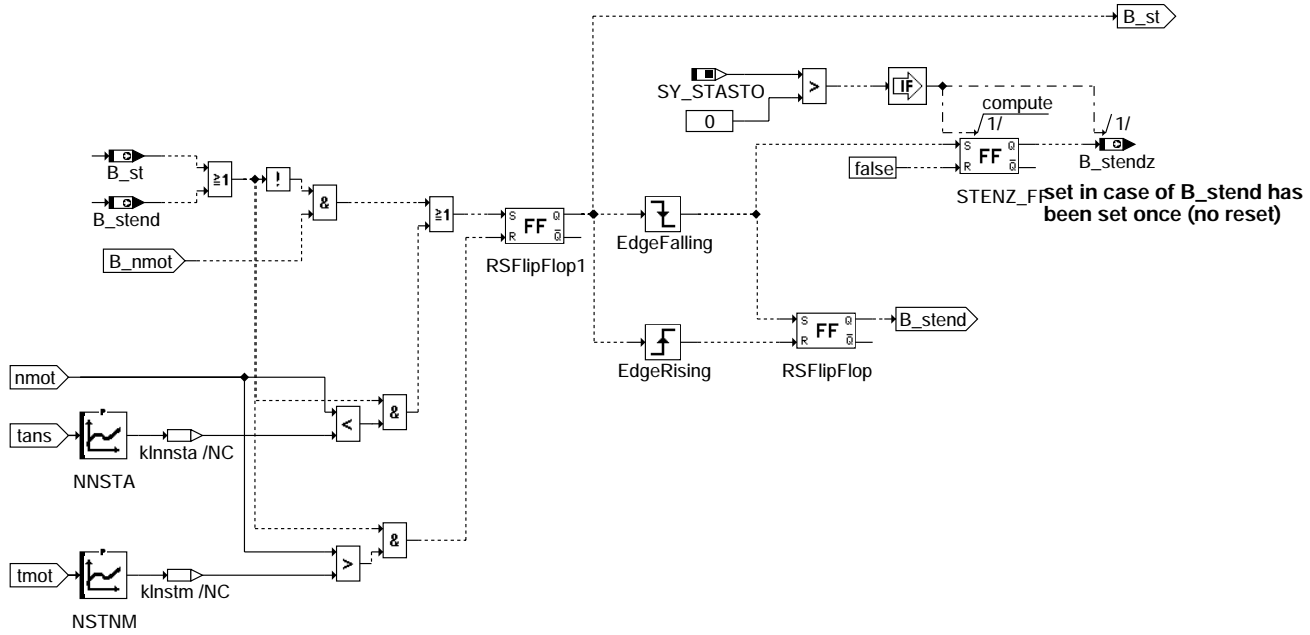 B_st
SY_STASTO
>
IF
0
compute
1/
1/
B_st
≥1
!
&
≥1
false
S
FF
Q
R
Q̅
B_stendz
B_stend
STENZ_FF
set in case of B_stend has
been set once (no reset)
S
FF
Q
R
Q̅
EdgeFalling
B_nmot
RSFlipFlop1
S
FF
Q
R
Q̅
B_stend
EdgeRising
RSFlipFlop
nmot
&
tans
P
<
klnnsta /NC
NNSTA
&
tmot
P
>
klnstm /NC
NSTNM